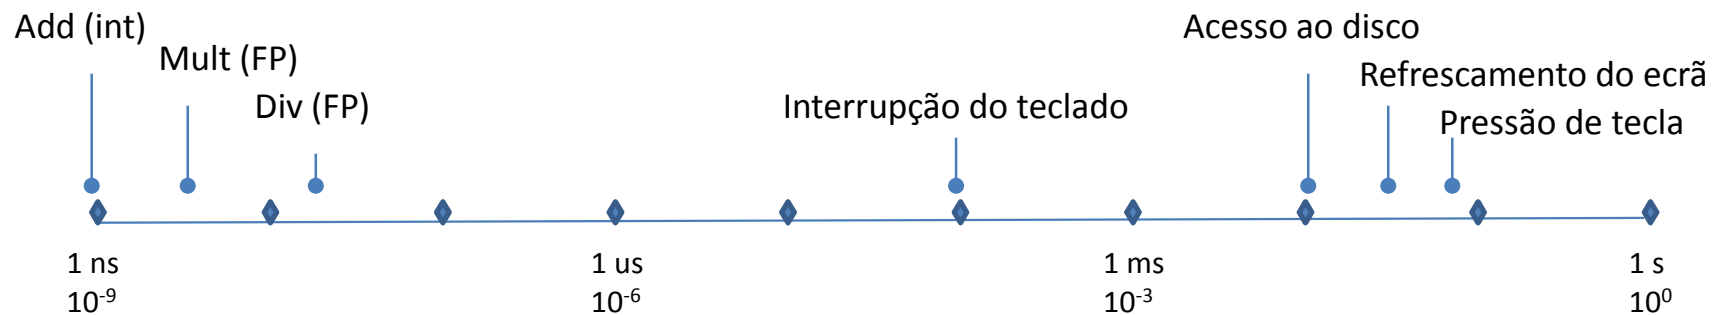 Add (int)
Mult (FP)
Div (FP)
Interrupção do teclado
Acesso ao disco
Refrescamento do ecrã
Pressão de tecla
1 ns
10⁻⁹
1 us
10⁻⁶
1 ms
10⁻³
1 s
10⁰